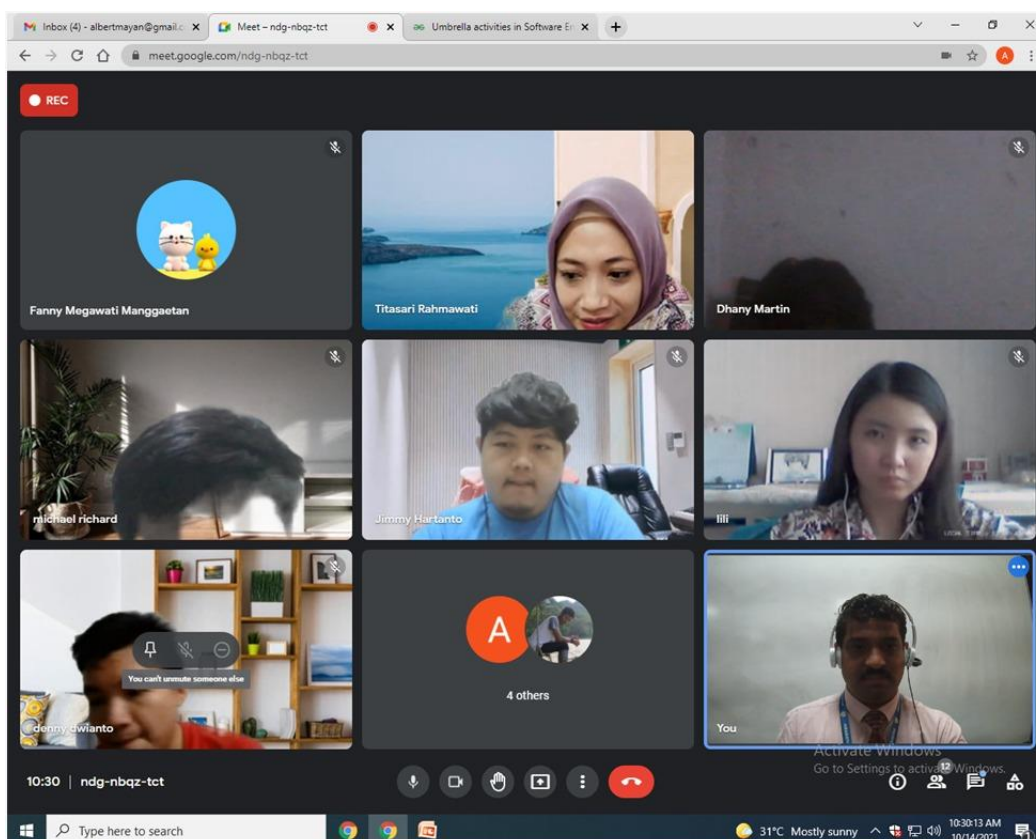 Inbox (4) - albertmayan@gmail.c
Meet – ndg-nbqz-tct
Umbrella activities in Software E
meet.google.com/ndg-nbqz-tct
A
REC
Fanny Megawati Manggaetan
Titasari Rahmawati
Dhany Martin
michael richard
Jimmy Hartanto
lili
You can't unmute someone else
denny dwianto
A
4 others
You
Activate Windows
Go to Settings to activate Windows.
10:30 | ndg-nbqz-tct
12
Type here to search
31°C Mostly sunny
10:30:13 AM
10/14/2021